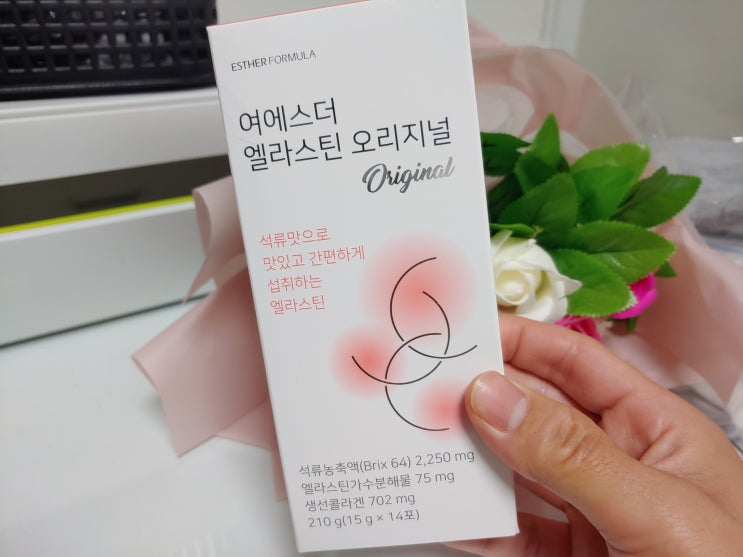 ESTHER FORMULA
여에스더
엘라스틴 오리지널
Original
석류맛으로
맛있고 간편하게
섭취하는
엘라스틴
석류농축액(Brix 64) 2,250 mg
엘라스틴가수분해물 75 mg
생선콜라겐 702 mg
210 g(15 g × 14포)